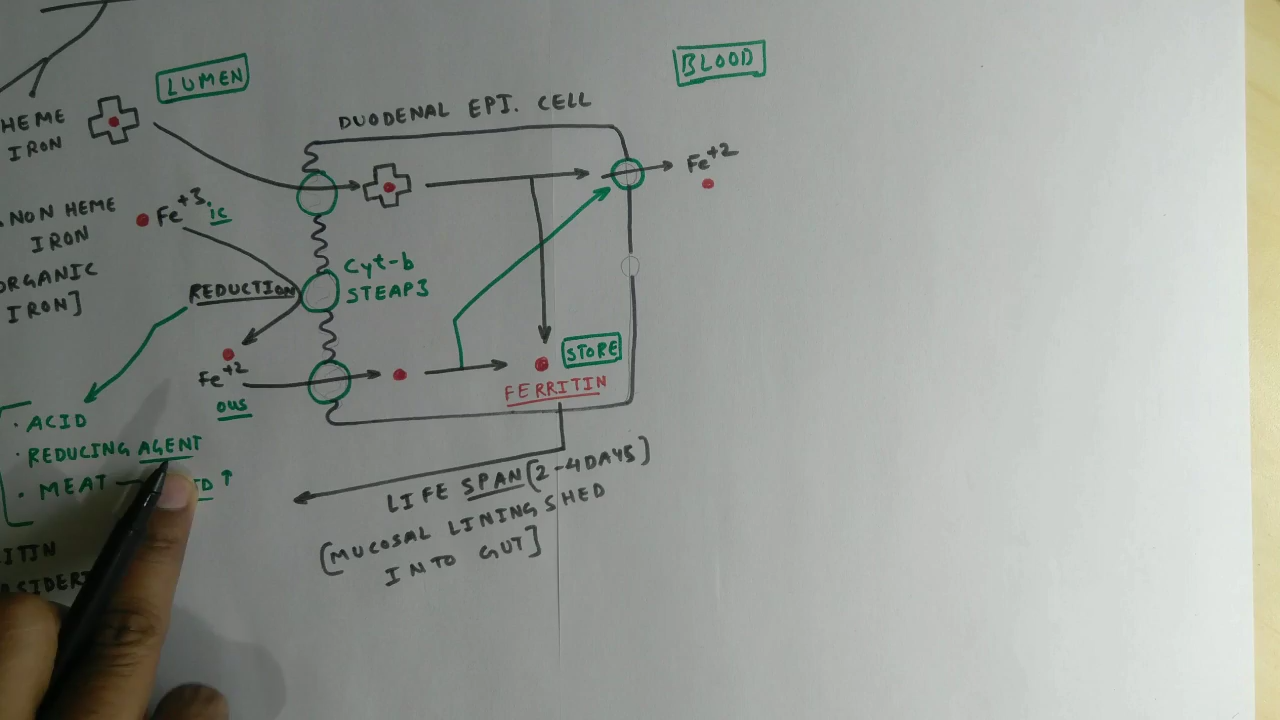 LUMEN
BLOOD
DUODENAL EPI. CELL
HEME
IRON
Fe+2
NON HEME
IRON
Fe+3
ic
ORGANIC
IRON]
REDUCTION
Cyt-b
STEAP3
Fe+2
ous
STORE
FERRITIN
· ACID
· REDUCING AGENT
· MEAT
LIFE SPAN (2-4 DAYS)
[MUCOSAL LINING SHED
INTO GUT]